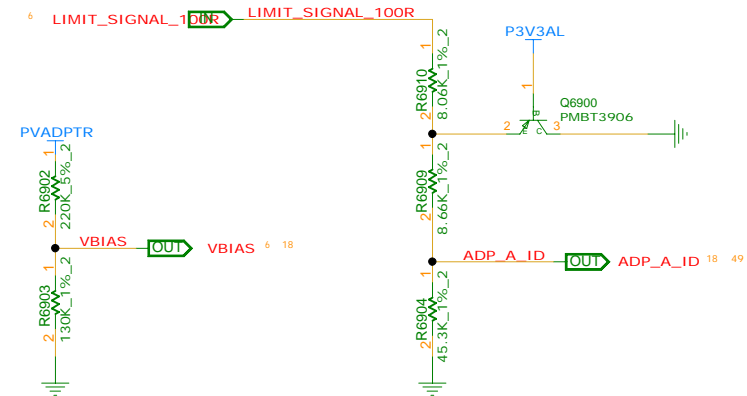 6 LIMIT_SIGNAL_100R IN LIMIT_SIGNAL_100R
P3V3AL
1
R6910
8.06K_1%_2
2
1
Q6900
PMBT3906
2 B E C 3
PVADPTR
1
R6902
220K_5%_2
2
1
R6909
8.66K_1%_2
2
VBIAS OUT VBIAS 6 18
ADP_A_ID OUT ADP_A_ID 18 49
1
R6903
130K_1%_2
2
1
R6904
45.3K_1%_2
2